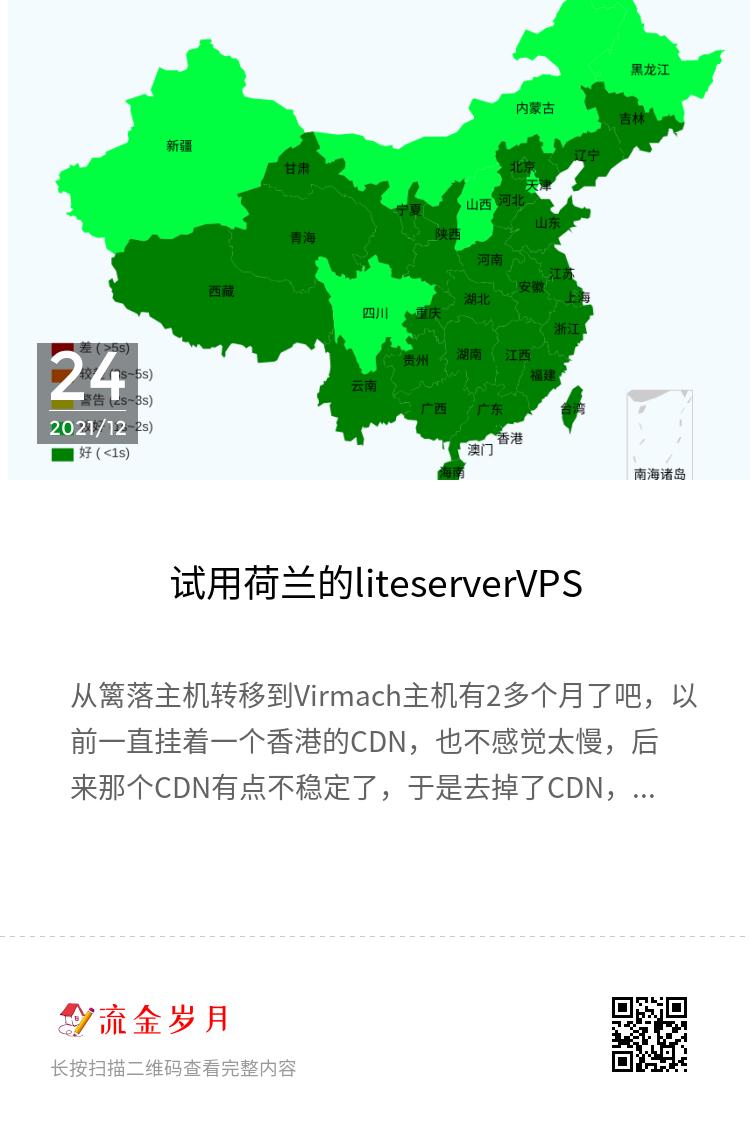 黑龙江
内蒙古
吉林
新疆
辽宁
北京
甘肃
天津
河北
山西
宁夏
山东
陕西
青海
河南
江苏
安徽
西藏
上海
湖北
四川
重庆
浙江
湖南
江西
贵州
福建
云南
台湾
广西
广东
香港
澳门
海南
南海诸岛
差 ( >5s)
(2s~3s)
好 ( <1s)
24
2021/12
试用荷兰的liteserverVPS
从篱落主机转移到Virmach主机有2多个月了吧，以
前一直挂着一个香港的CDN，也不感觉太慢，后
来那个CDN有点不稳定了，于是去掉了CDN，...
流金岁月
长按扫描二维码查看完整内容